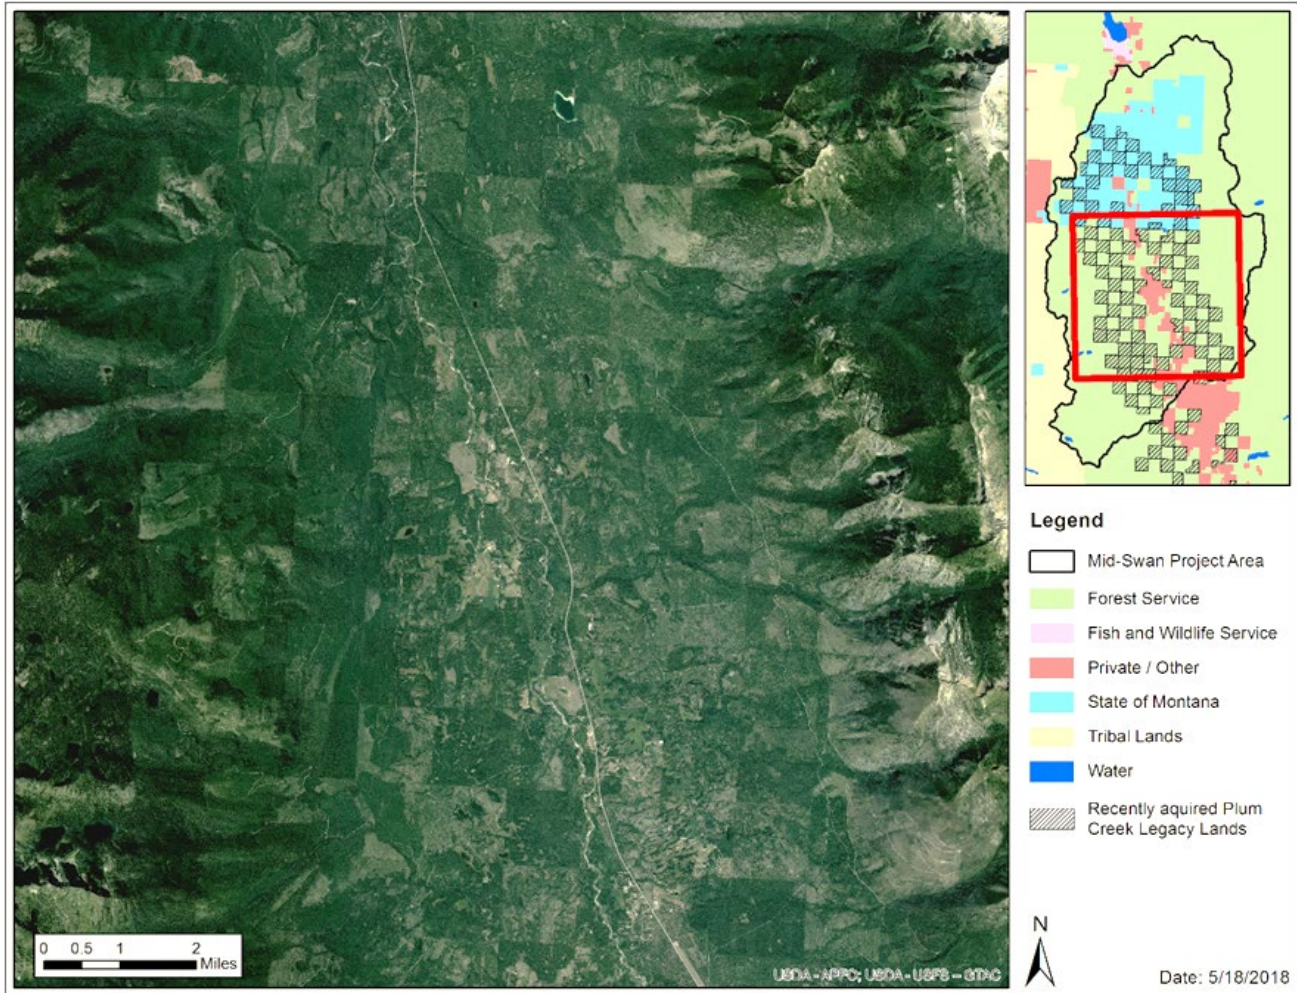 Legend
Mid-Swan Project Area
Forest Service
Fish and Wildlife Service
Private / Other
State of Montana
Tribal Lands
Water
Recently aquired Plum
Creek Legacy Lands
N
0 0.5 1 2
Miles
USDA - APFO; USDA - USFS -- GTAC
Date: 5/18/2018